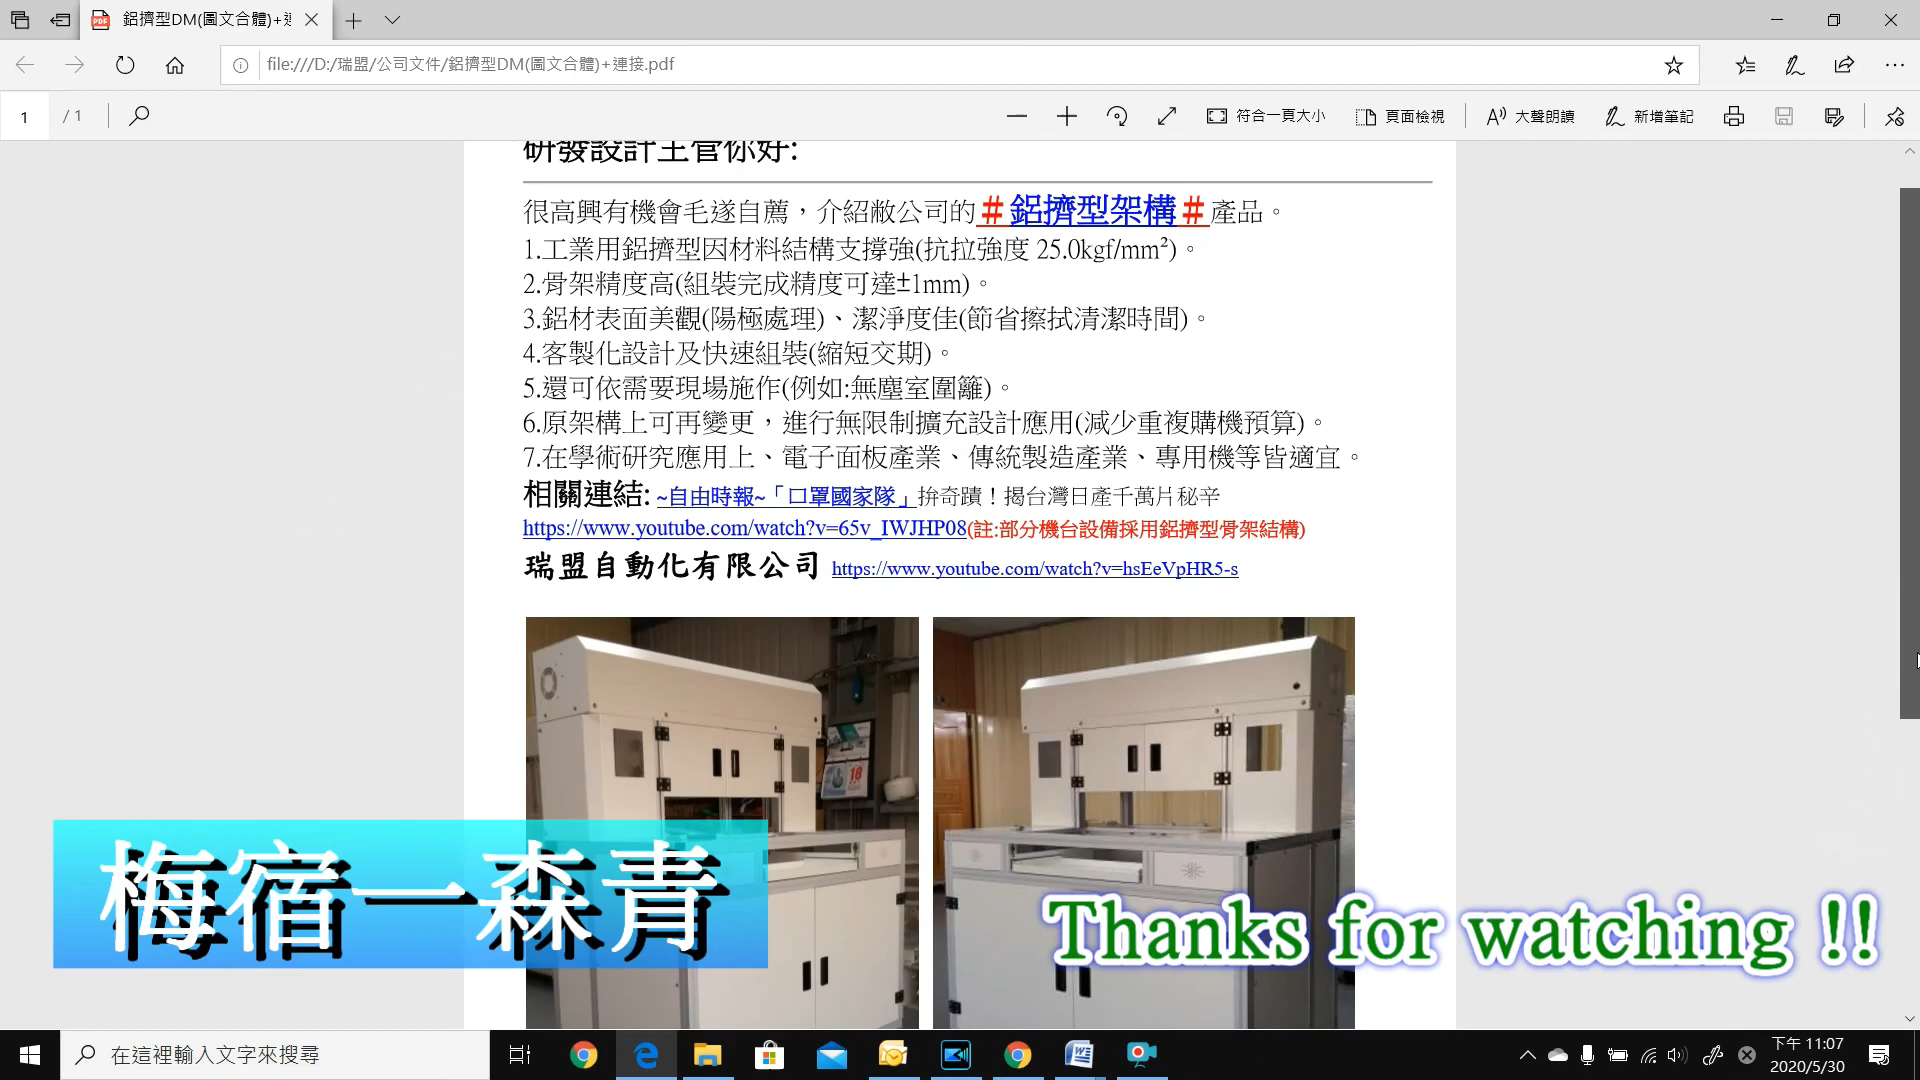 鋁擠型DM(圖文合體)+連
file:///D:/瑞盟/公司文件/鋁擠型DM(圖文合體)+連接.pdf
1 / 1
符合一頁大小 頁面檢視 大聲朗讀 新增筆記
研發設計主管你好:
很高興有機會毛遂自薦，介紹敝公司的＃鋁擠型架構＃產品。
1.工業用鋁擠型因材料結構支撐強(抗拉強度 25.0kgf/mm²)。
2.骨架精度高(組裝完成精度可達±1mm)。
3.鋁材表面美觀(陽極處理)、潔淨度佳(節省擦拭清潔時間)。
4.客製化設計及快速組裝(縮短交期)。
5.還可依需要現場施作(例如:無塵室圍籬)。
6.原架構上可再變更，進行無限制擴充設計應用(減少重複購機預算)。
7.在學術研究應用上、電子面板產業、傳統製造產業、專用機等皆適宜。
相關連結: ~自由時報~「口罩國家隊」拚奇蹟！揭台灣日產千萬片秘辛
https://www.youtube.com/watch?v=65v_IWJHP08(註:部分機台設備採用鋁擠型骨架結構)
瑞盟自動化有限公司 https://www.youtube.com/watch?v=hsEeVpHR5-s
18
梅宿一森青
Thanks for watching !!
在這裡輸入文字來搜尋
下午 11:07
2020/5/30